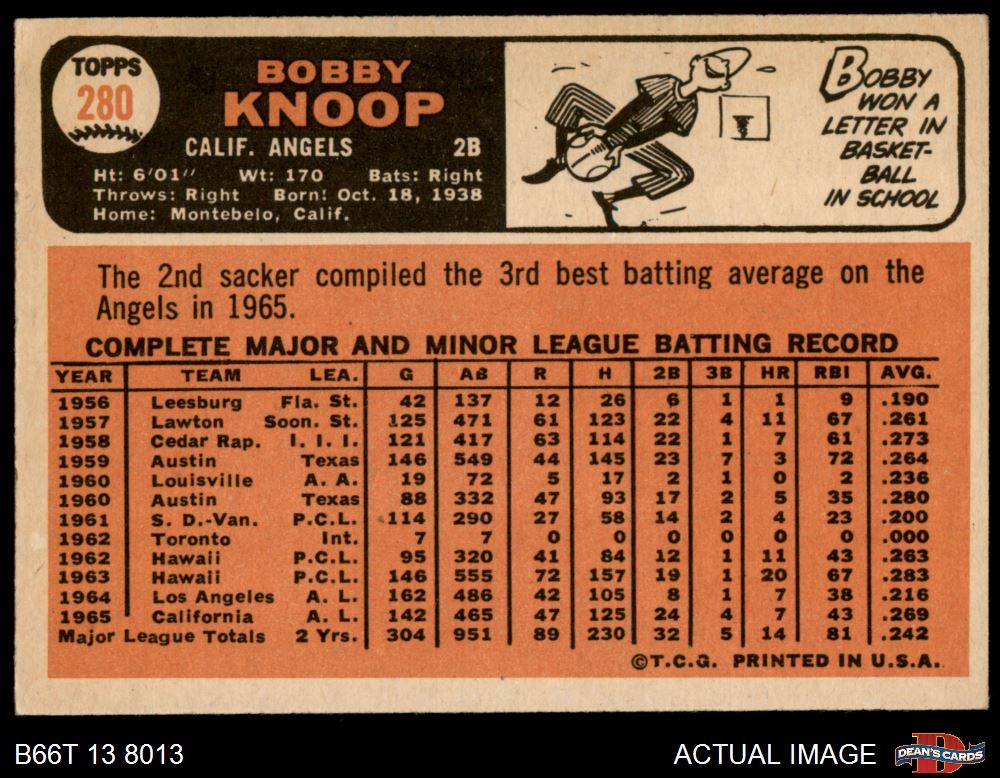 TOPPS
280
BOBBY
KNOOP
CALIF. ANGELS 2B
Ht: 6'01" Wt: 170 Bats: Right
Throws: Right Born: Oct. 18, 1938
Home: Montebelo, Calif.
BOBBY
WON A
LETTER IN
BASKET-
BALL
IN SCHOOL
The 2nd sacker compiled the 3rd best batting average on the
Angels in 1965.
COMPLETE MAJOR AND MINOR LEAGUE BATTING RECORD
YEAR TEAM LEA. G AB R H 2B 3B HR RBI AVG.
1956 Leesburg Fla. St. 42 137 12 26 6 1 1 9 .190
1957 Lawton Soon. St. 125 471 61 123 22 4 11 67 .261
1958 Cedar Rap. I. I. I. 121 417 63 114 22 1 7 61 .273
1959 Austin Texas 146 549 44 145 23 7 3 72 .264
1960 Louisville A. A. 19 72 5 17 2 1 0 2 .236
1960 Austin Texas 88 332 47 93 17 2 5 35 .280
1961 S. D.-Van. P.C.L. 114 290 27 58 14 2 4 23 .200
1962 Toronto Int. 7 7 0 0 0 0 0 0 .000
1962 Hawaii P.C.L. 95 320 41 84 12 1 11 43 .263
1963 Hawaii P.C.L. 146 555 72 157 19 1 20 67 .283
1964 Los Angeles A. L. 162 486 42 105 8 1 7 38 .216
1965 California A. L. 142 465 47 125 24 4 7 43 .269
Major League Totals 2 Yrs. 304 951 89 230 32 5 14 81 .242
©T.C.G. PRINTED IN U.S.A.
B66T 13 8013 ACTUAL IMAGE DEAN'S CARDS